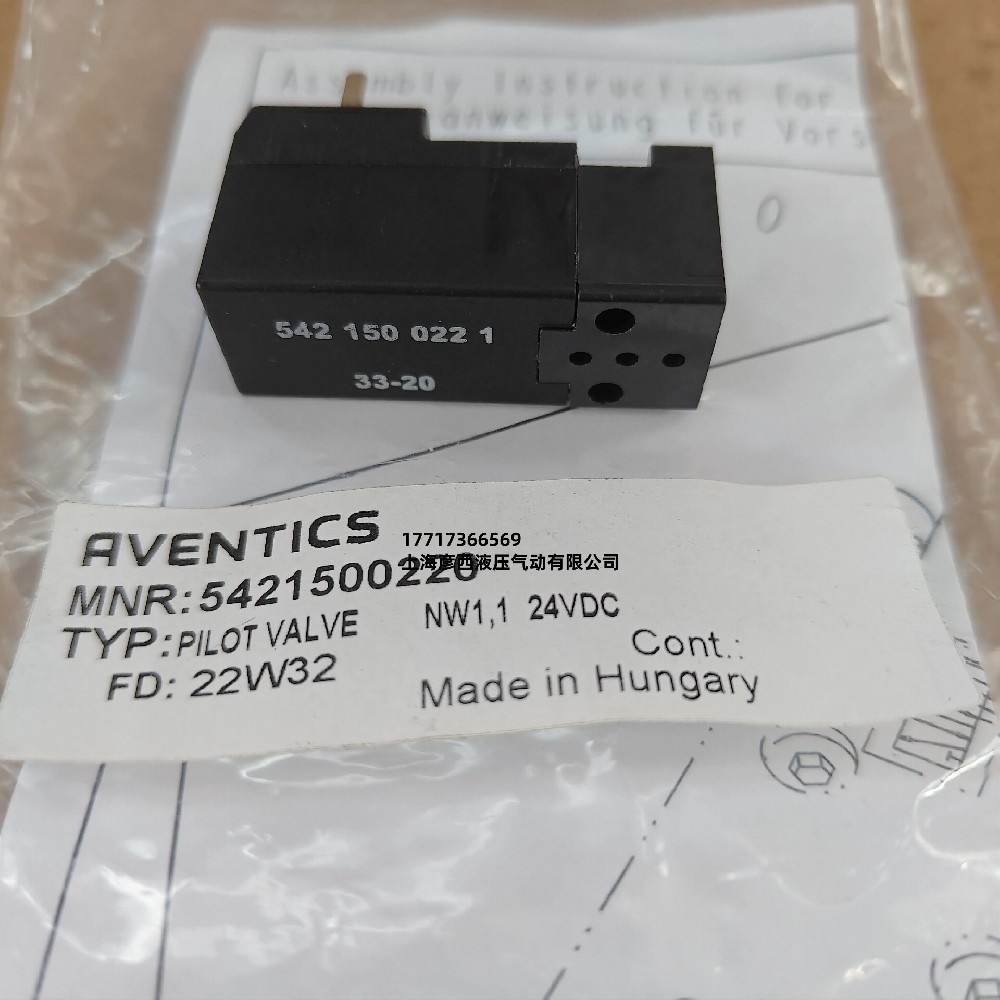 Assembly Instruction for
anweisung für Vors
542 150 022 1
33-20
AVENTICS
17717366569
上海彦西液压气动有限公司
MNR:5421500220
TYP:PILOT VALVE NW1,1 24VDC
FD: 22W32 Cont.:
Made in Hungary